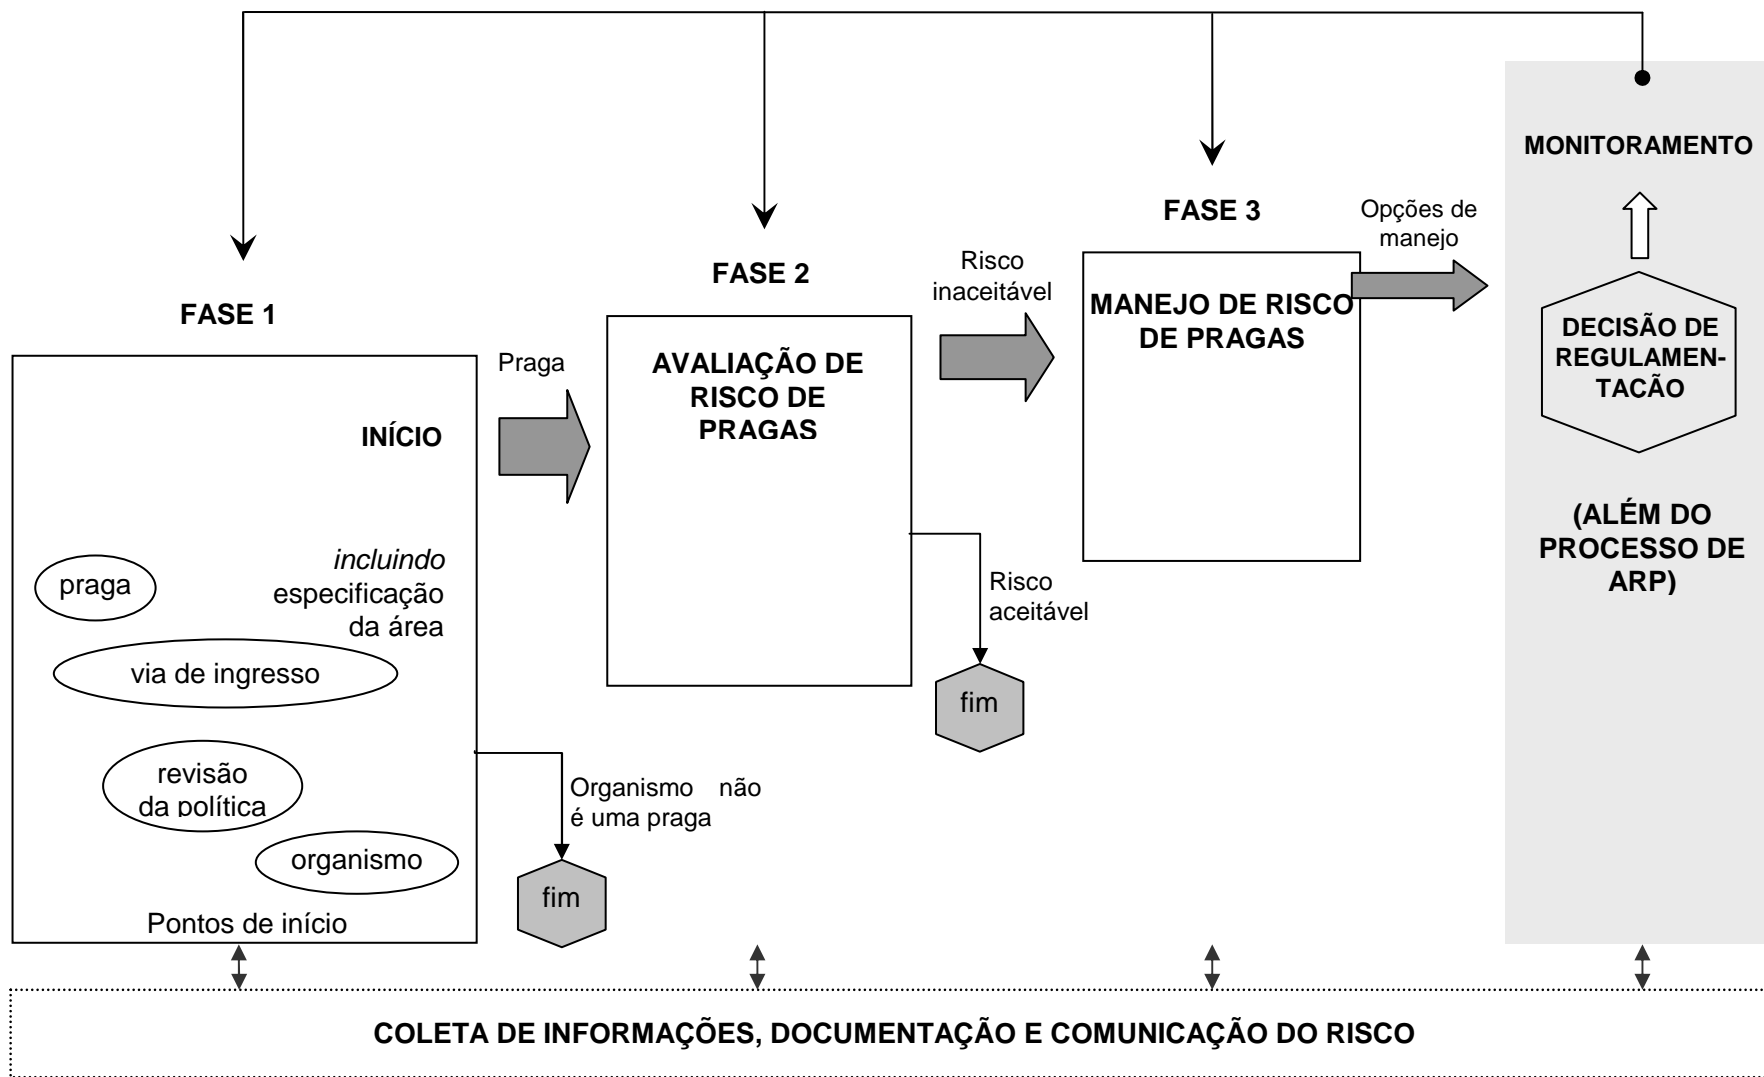 FASE 1
INÍCIO
incluindo
especificação
da área
praga
via de ingresso
revisão
da política
organismo
Pontos de início
Praga
Organismo não
é uma praga
fim
FASE 2
AVALIAÇÃO DE
RISCO DE
PRAGAS
Risco
inaceitável
Risco
aceitável
fim
FASE 3
MANEJO DE RISCO
DE PRAGAS
Opções de
manejo
MONITORAMENTO
DECISÃO DE
REGULAMEN-
TACÃO
(ALÉM DO
PROCESSO DE
ARP)
COLETA DE INFORMAÇÕES, DOCUMENTAÇÃO E COMUNICAÇÃO DO RISCO